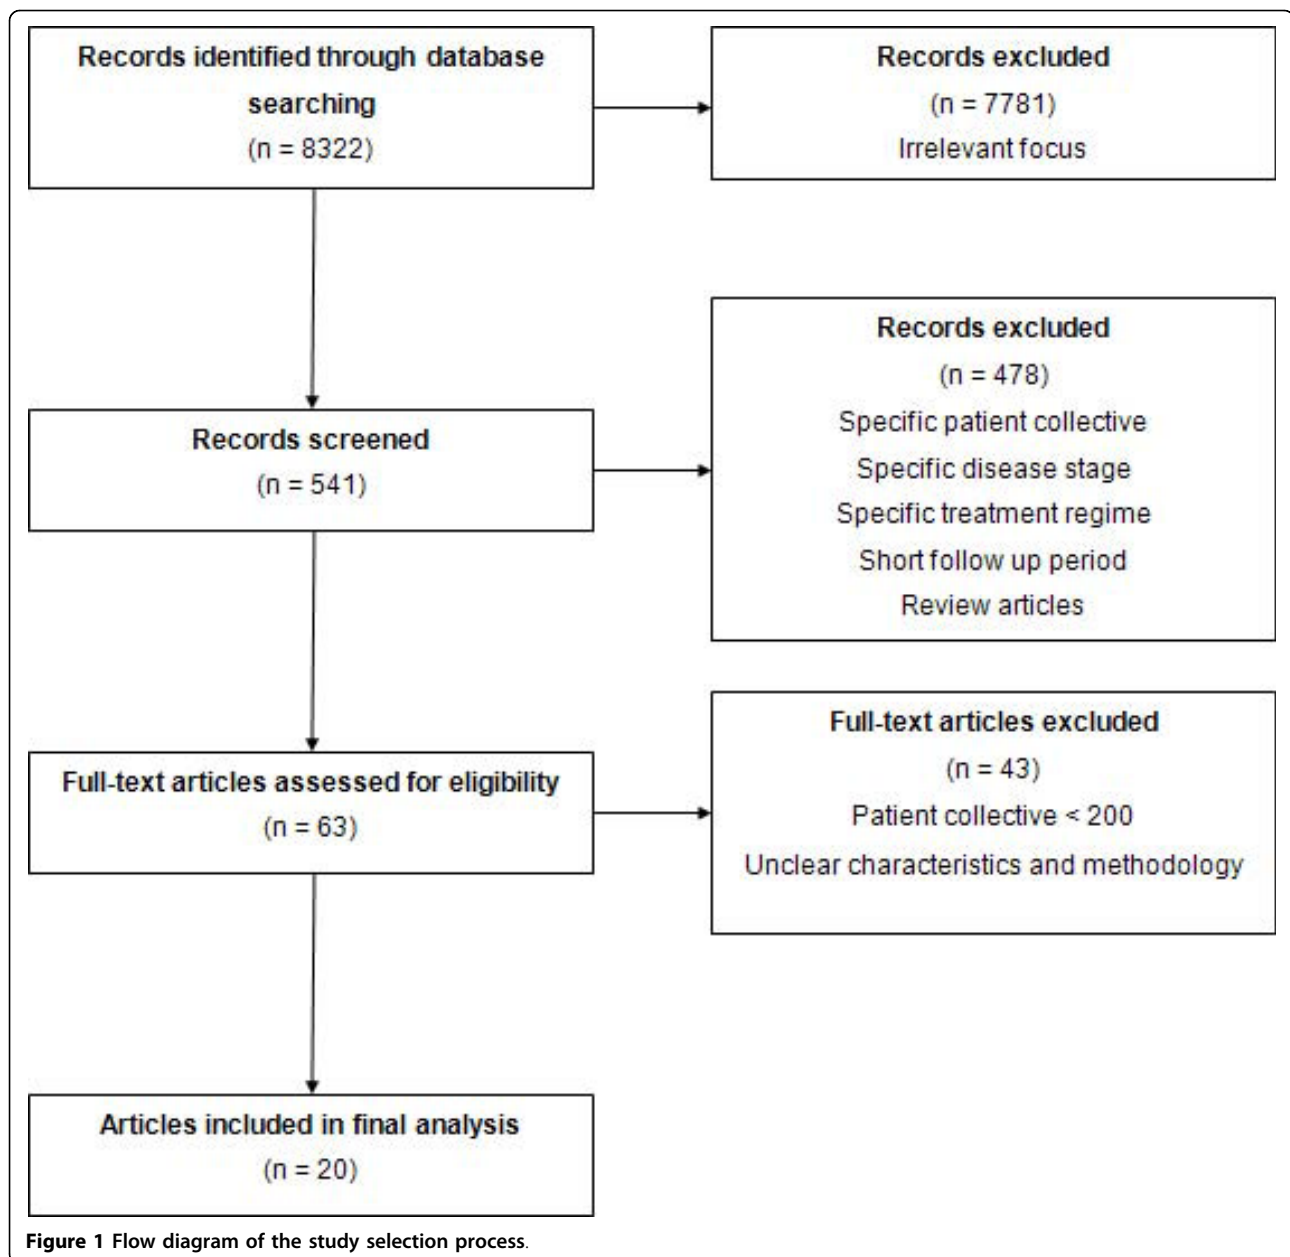 Records identified through database
searching
(n = 8322)
Records excluded
(n = 7781)
Irrelevant focus
Records screened
(n = 541)
Records excluded
(n = 478)
Specific patient collective
Specific disease stage
Specific treatment regime
Short follow up period
Review articles
Full-text articles assessed for eligibility
(n = 63)
Full-text articles excluded
(n = 43)
Patient collective < 200
Unclear characteristics and methodology
Articles included in final analysis
(n = 20)
Figure 1 Flow diagram of the study selection process.